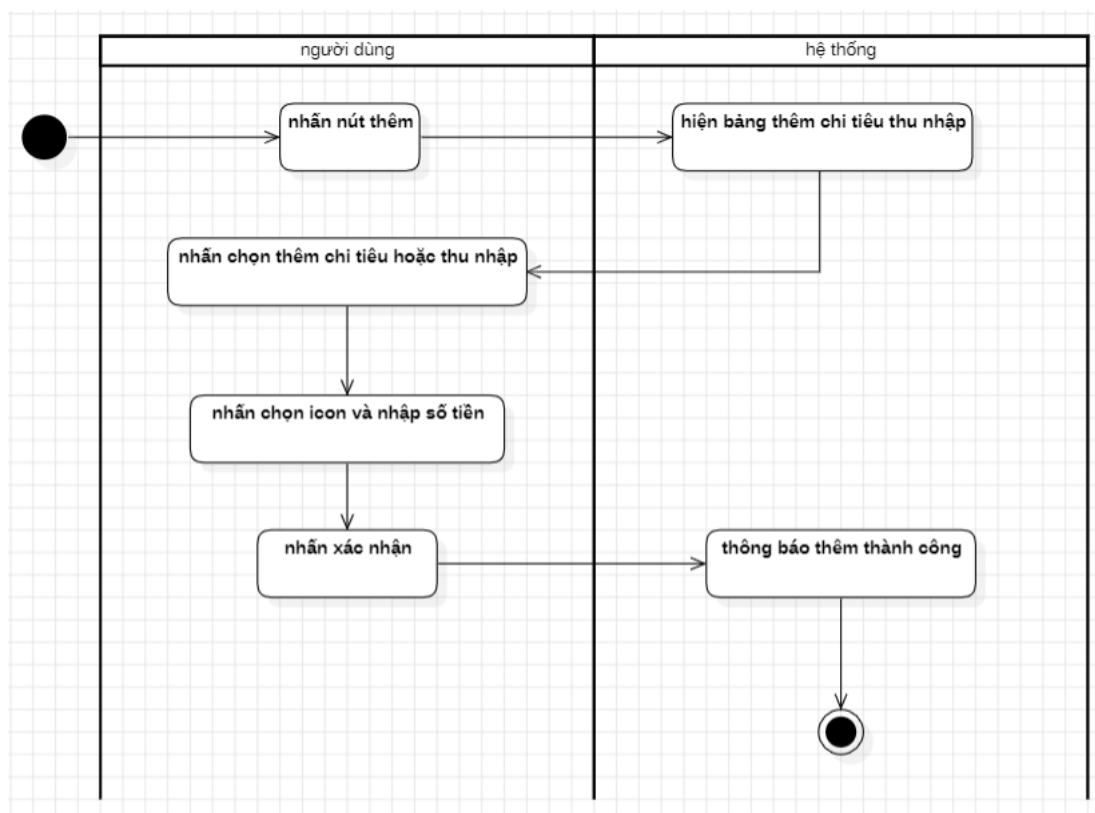 người dùng
hệ thống
nhấn nút thêm
hiện bảng thêm chi tiêu thu nhập
nhấn chọn thêm chi tiêu hoặc thu nhập
nhấn chọn icon và nhập số tiền
nhấn xác nhận
thông báo thêm thành công